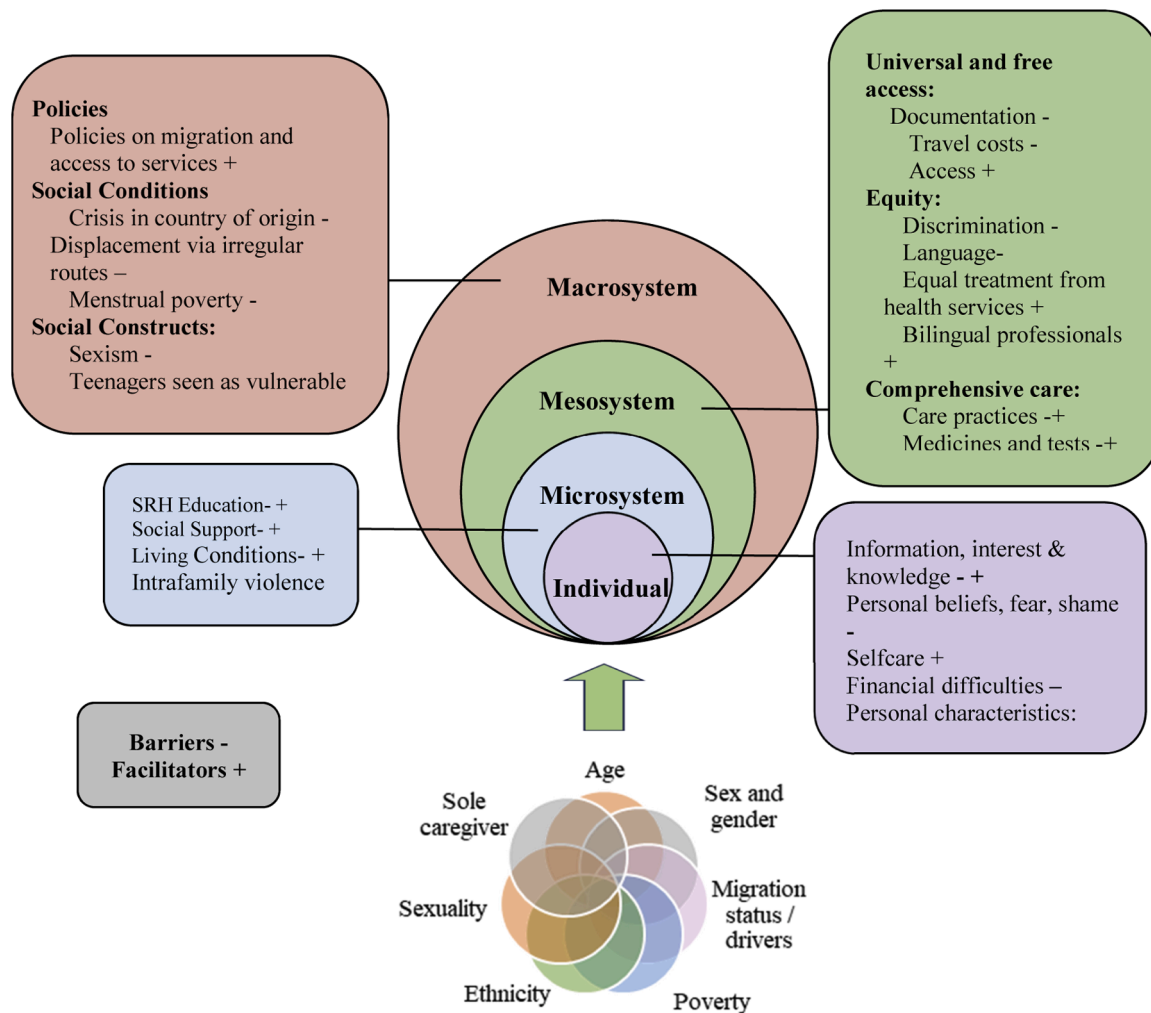 Policies
Policies on migration and
access to services +
Social Conditions
Crisis in country of origin -
Displacement via irregular
routes –
Menstrual poverty -
Social Constructs:
Sexism -
Teenagers seen as vulnerable
Universal and free
access:
Documentation -
Travel costs -
Access +
Equity:
Discrimination -
Language-
Equal treatment from
health services +
Bilingual professionals
+
Comprehensive care:
Care practices -+
Medicines and tests -+
Macrosystem
Mesosystem
Microsystem
Individual
SRH Education- +
Social Support- +
Living Conditions- +
Intrafamily violence
Information, interest &
knowledge - +
Personal beliefs, fear, shame
-
Selfcare +
Financial difficulties –
Personal characteristics:
Barriers -
Facilitators +
Age
Sex and
gender
Migration
status /
drivers
Poverty
Ethnicity
Sexuality
Sole
caregiver